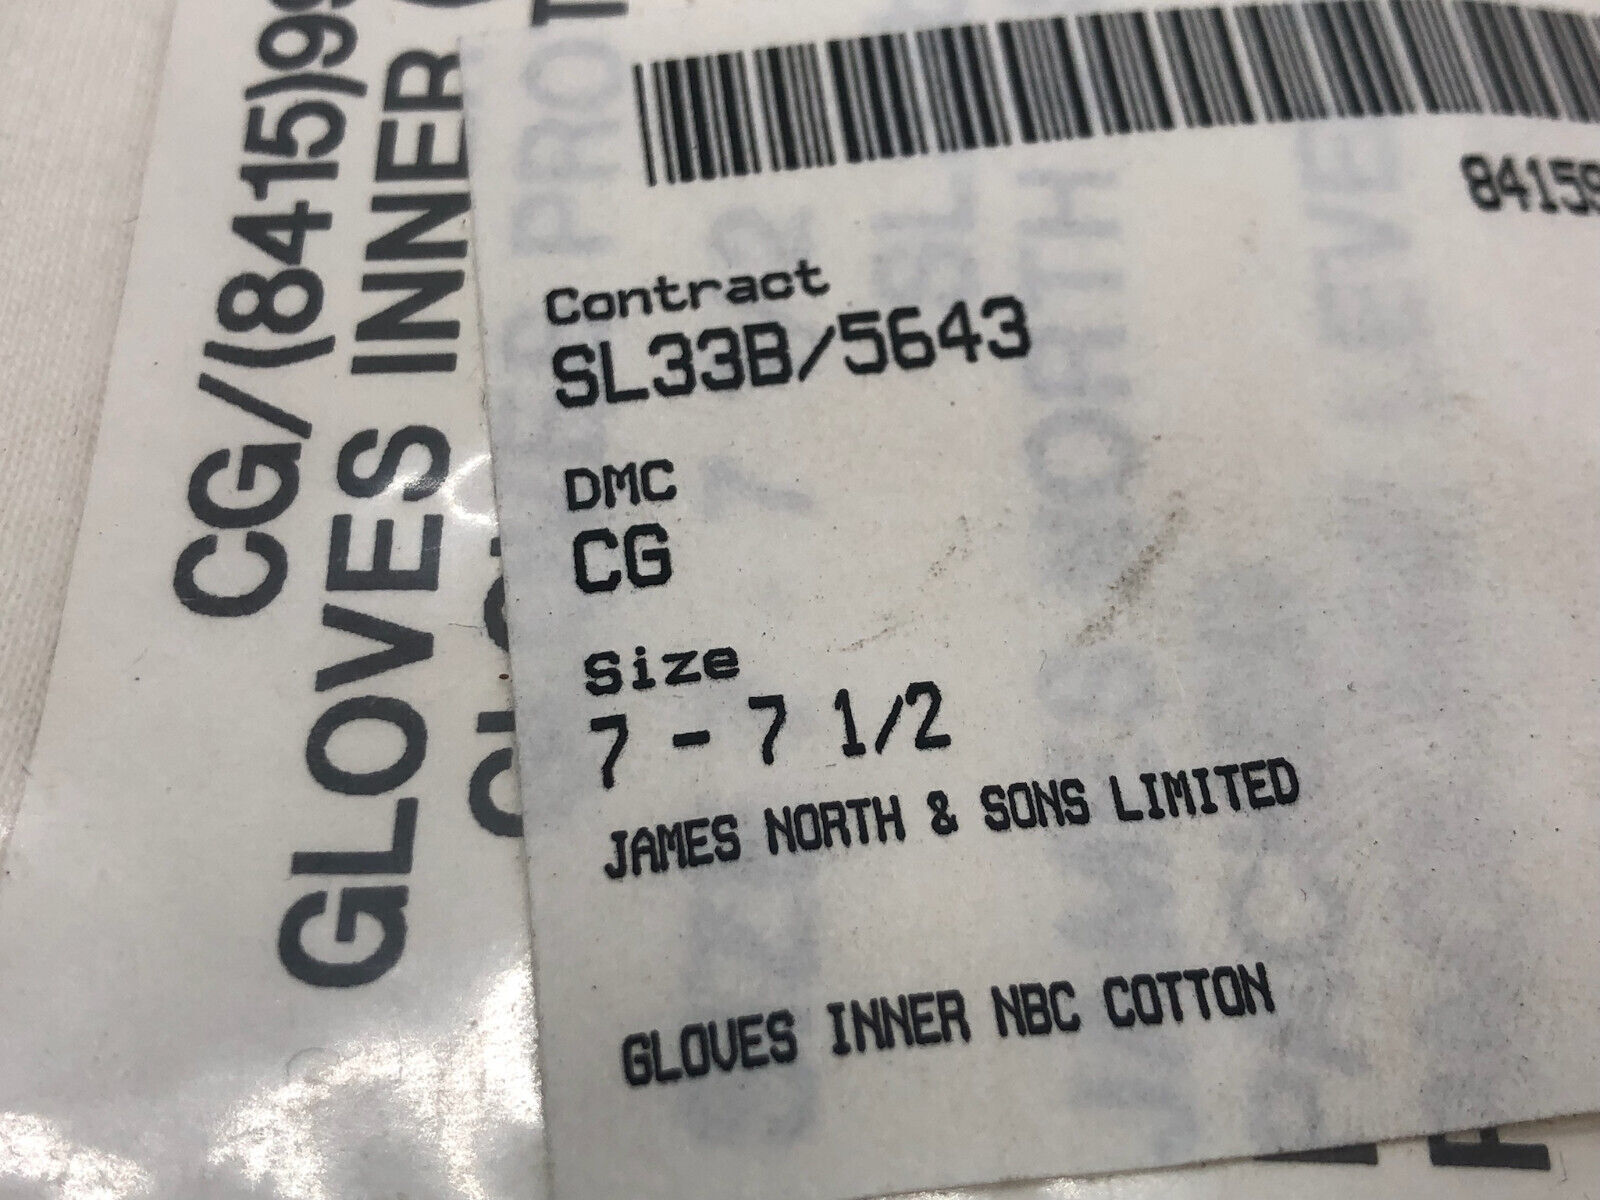 84159
Contract
SL33B/5643
DMC
CG
Size
7 - 7 1/2
JAMES NORTH & SONS LIMITED
GLOVES INNER NBC COTTON
CG/(8415)99
GLOVES INNER (